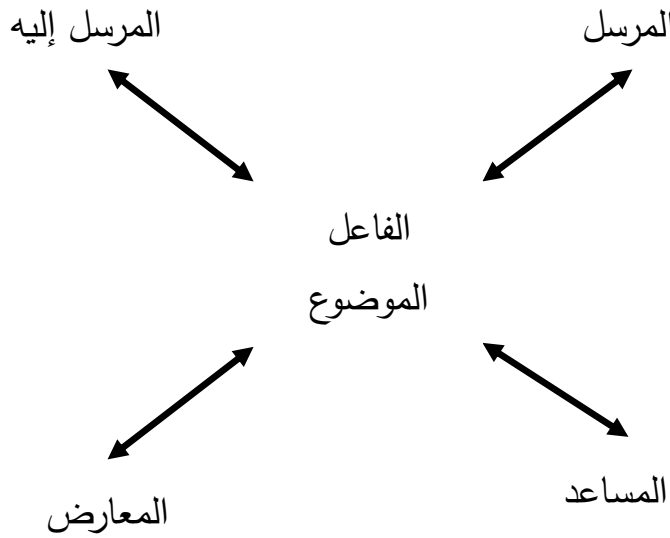 المرسل
المرسل إليه
الفاعل
الموضوع
المساعد
المعارض